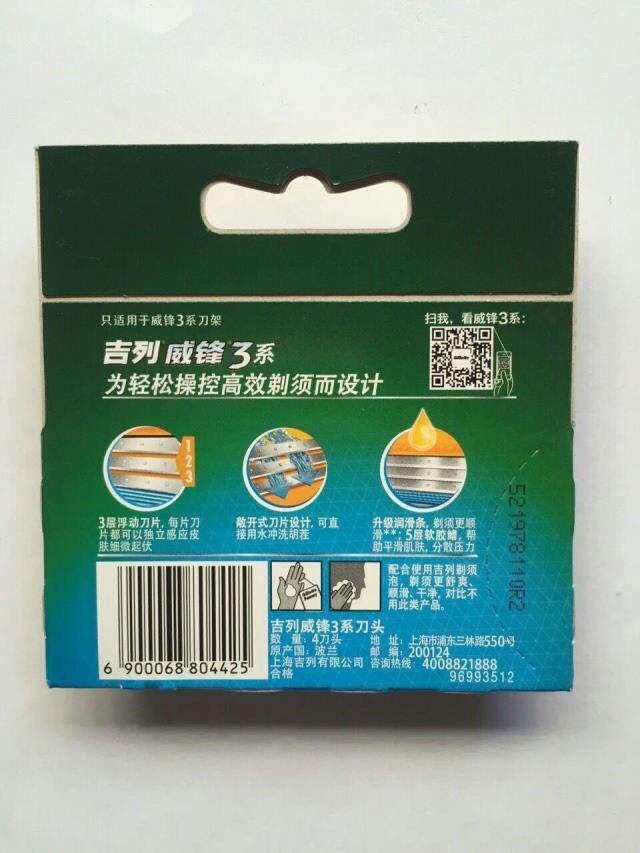 只适用于威锋3系刀架
扫我，看威锋3系：
吉列 威锋3系
为轻松操控高效剃须而设计
1
2
3
3层浮动刀片，每片刀
片都可以独立感应皮
肤细微起伏
敞开式刀片设计，可直
接用水冲洗胡茬
升级润滑条，剃须更顺
滑**；5层软胶鳍，帮
助平滑肌肤，分散压力
52197811OR2
配合使用吉列剃须
泡，剃须更舒爽、
顺滑、干净，对比不
用此类产品。
吉列威锋3系刀头
数量：4刀头
地址：上海市浦东三林路550号
原产国：波兰
邮编：200124
上海吉列有限公司
咨询热线：4008821888
合格
96993512
6 900068 804425